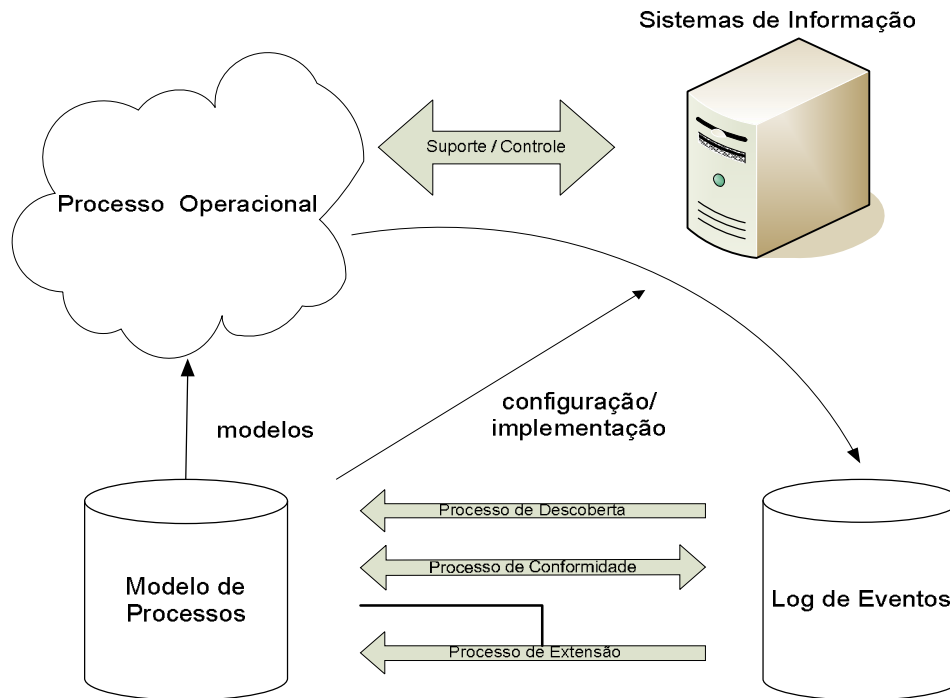 Sistemas de Informação
Suporte / Controle
Processo Operacional
configuração/
implementação
modelos
Processo de Descoberta
Processo de Conformidade
Modelo de
Processos
Log de Eventos
Processo de Extensão